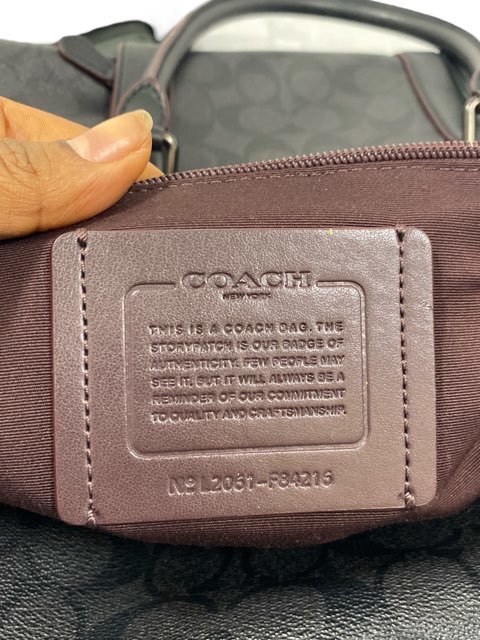 COACH
NEW YORK
THIS IS A COACH BAG. THE
STORYPATCH IS OUR BADGE OF
AUTHENTICITY. FEW PEOPLE MAY
SEE IT. BUT IT WILL ALWAYS BE A
REMINDER OF OUR COMMITMENT
TO QUALITY AND CRAFTSMANSHIP.
Nº L2061-F84216